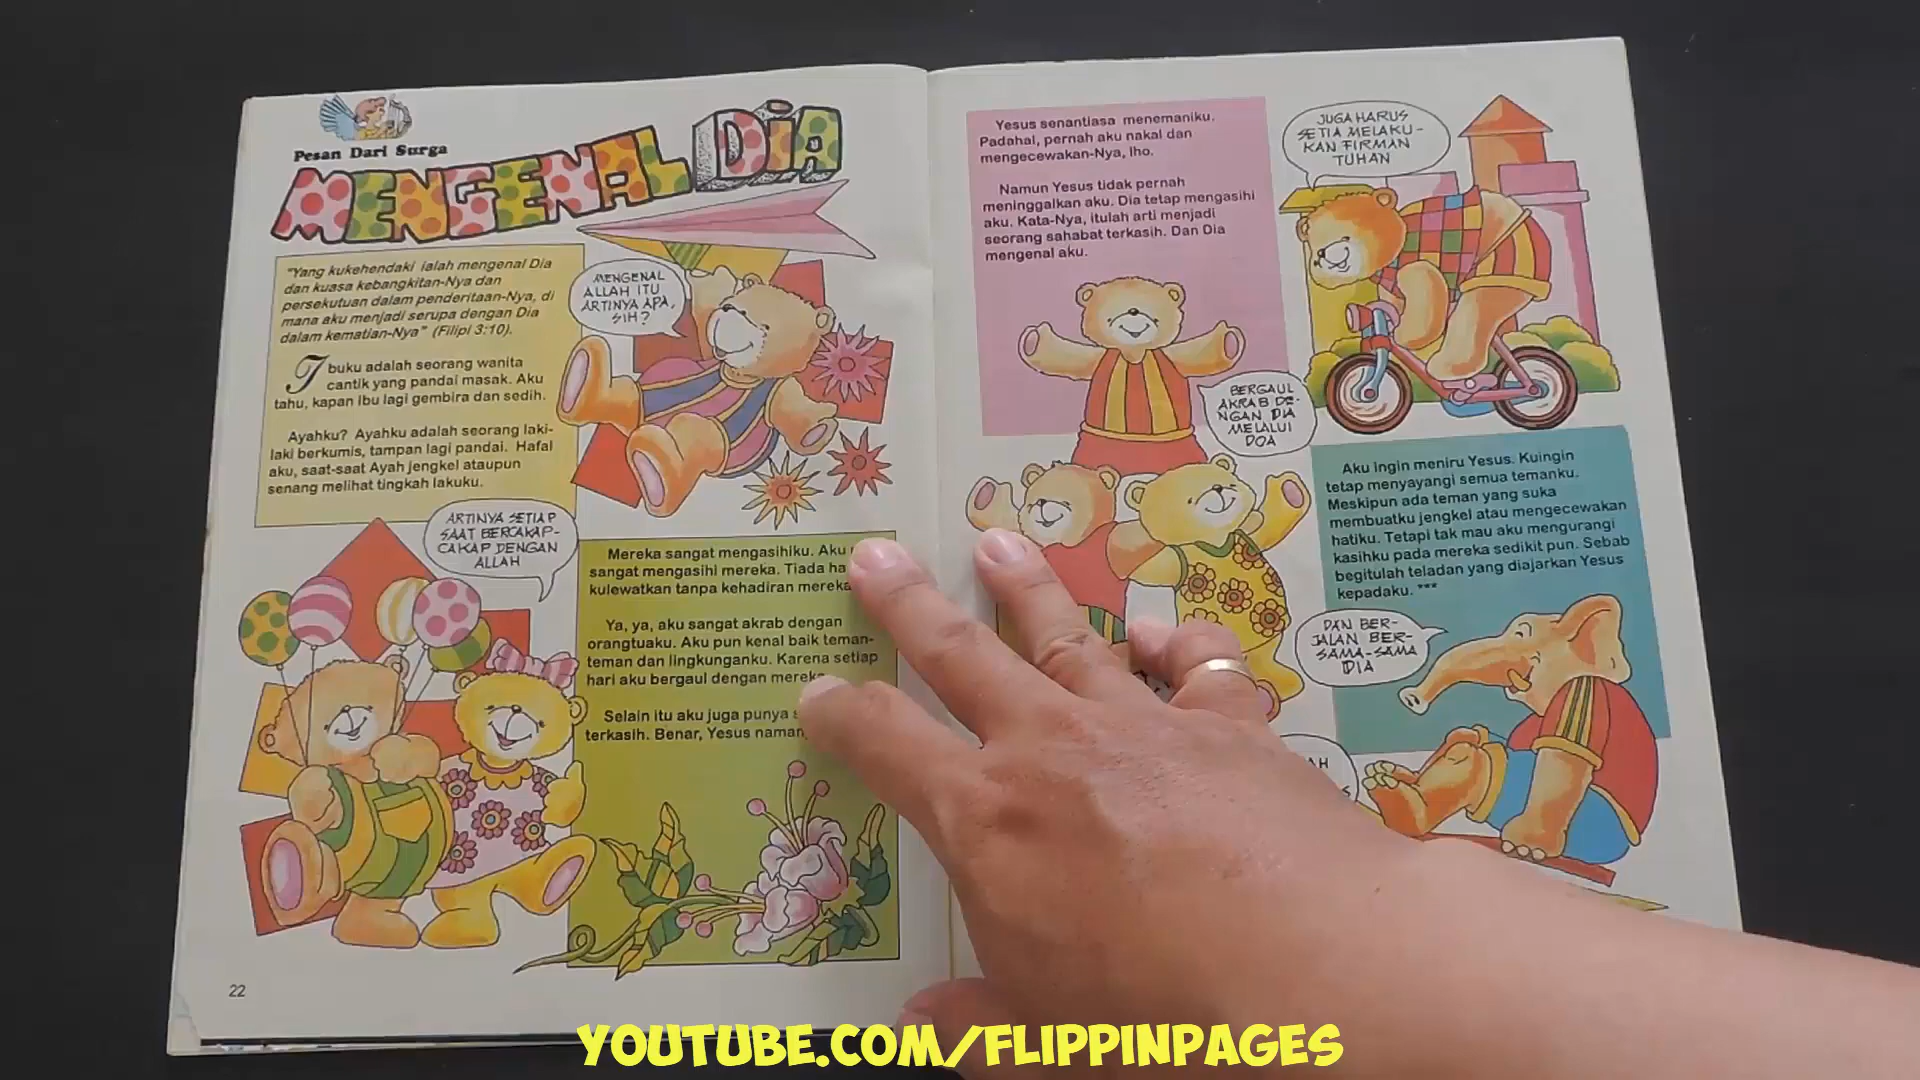 Pesan Dari Surga
MENGENAL DIA
"Yang kukehendaki ialah mengenal Dia
dan kuasa kebangkitan-Nya dan
persekutuan dalam penderitaan-Nya, di
mana aku menjadi serupa dengan Dia
dalam kematian-Nya" (Filipi 3:10).
Ibuku adalah seorang wanita
cantik yang pandai masak. Aku
tahu, kapan ibu lagi gembira dan sedih.
Ayahku? Ayahku adalah seorang laki-
laki berkumis, tampan lagi pandai. Hafal
aku, saat-saat Ayah jengkel ataupun
senang melihat tingkah lakuku.
MENGENAL
ALLAH ITU
ARTINYA APA,
SIH?
ARTINYA SETIAP
SAAT BERCAKAP-
CAKAP DENGAN
ALLAH
Mereka sangat mengasihiku. Aku
sangat mengasihi mereka. Tiada
kulewatkan tanpa kehadiran mereka
Ya, ya, aku sangat akrab dengan
orangtuaku. Aku pun kenal baik teman-
teman dan lingkunganku. Karena setiap
hari aku bergaul dengan
Selain itu aku juga punya
terkasih. Benar, Yesus
22
Yesus senantiasa menemaniku.
Padahal, pernah aku nakal dan
mengecewakan-Nya, lho.
Namun Yesus tidak pernah
meninggalkan aku. Dia tetap mengasihi
aku. Kata-Nya, itulah arti menjadi
seorang sahabat terkasih. Dan Dia
mengenal aku.
BERGAUL
AKRAB DE-
NGAN DIA
MELALUI
DOA
JUGA HARUS
SETIA MELAKU-
KAN FIRMAN
TUHAN
Aku ingin meniru Yesus. Kuingin
tetap menyayangi semua temanku.
Meskipun ada teman yang suka
membuatku jengkel atau mengecewakan
hatiku. Tetapi tak mau aku mengurangi
kasihku pada mereka sedikit pun. Sebab
begitulah teladan yang diajarkan Yesus
kepadaku. ***
DAN BER-
JALAN BER-
SAMA-SAMA
DIA
YOUTUBE.COM/FLIPPINPAGES